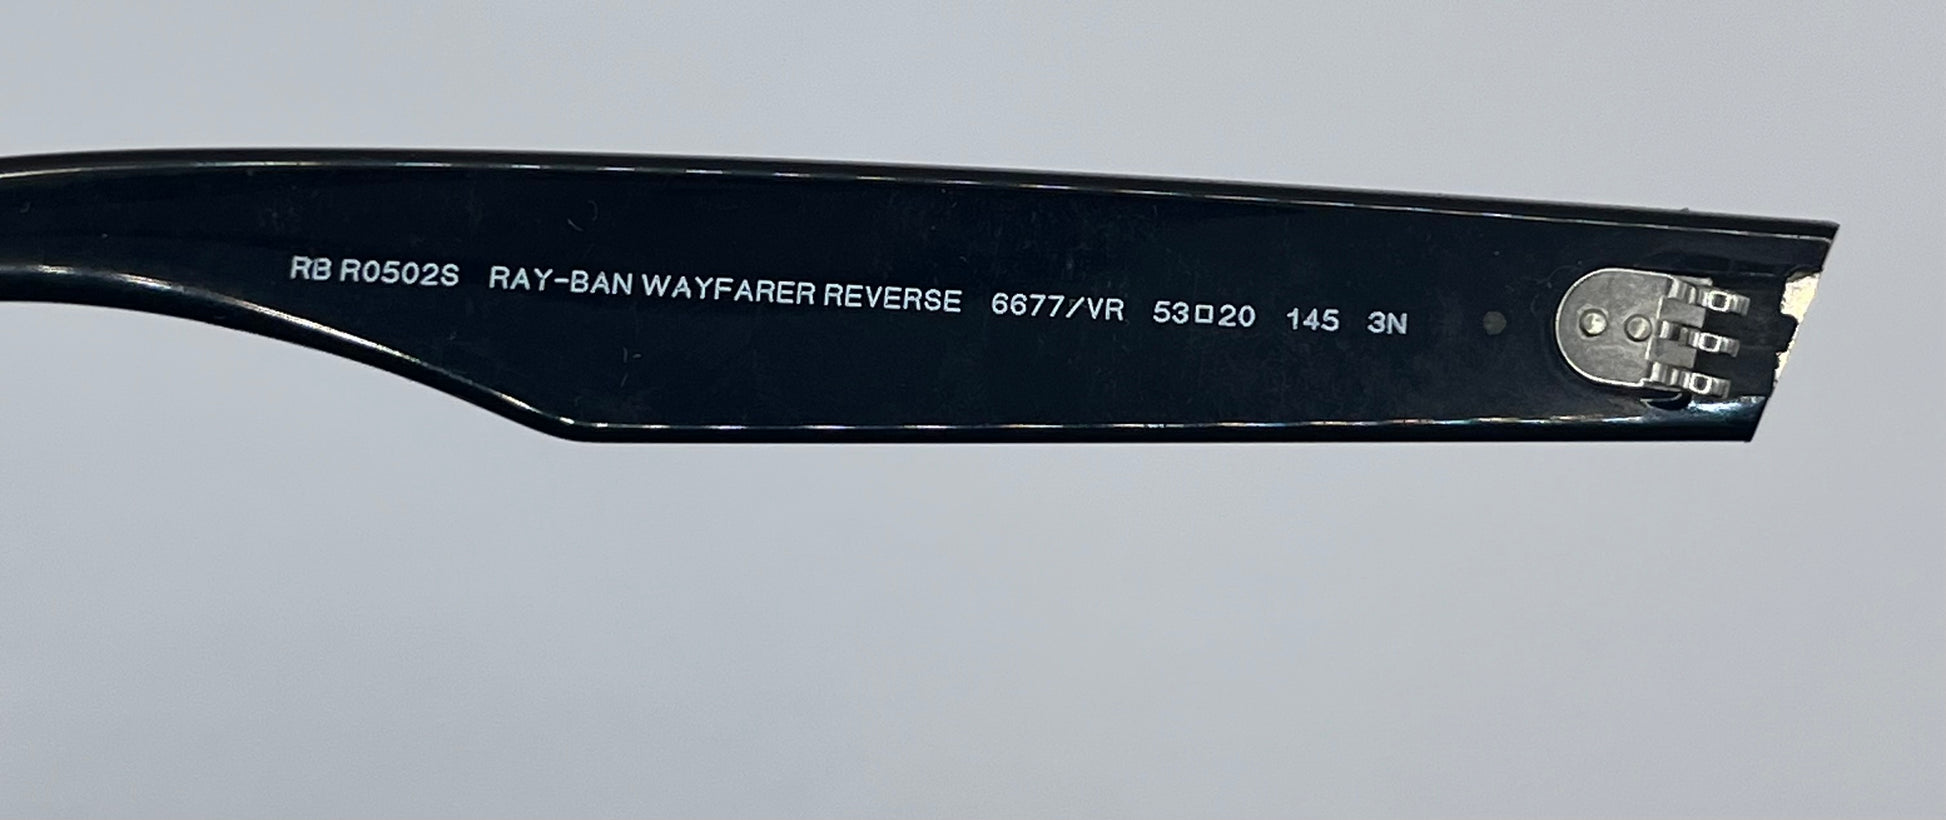 RB R0502S RAY-BAN WAYFARER REVERSE 6677/VR 53□20 145 3N